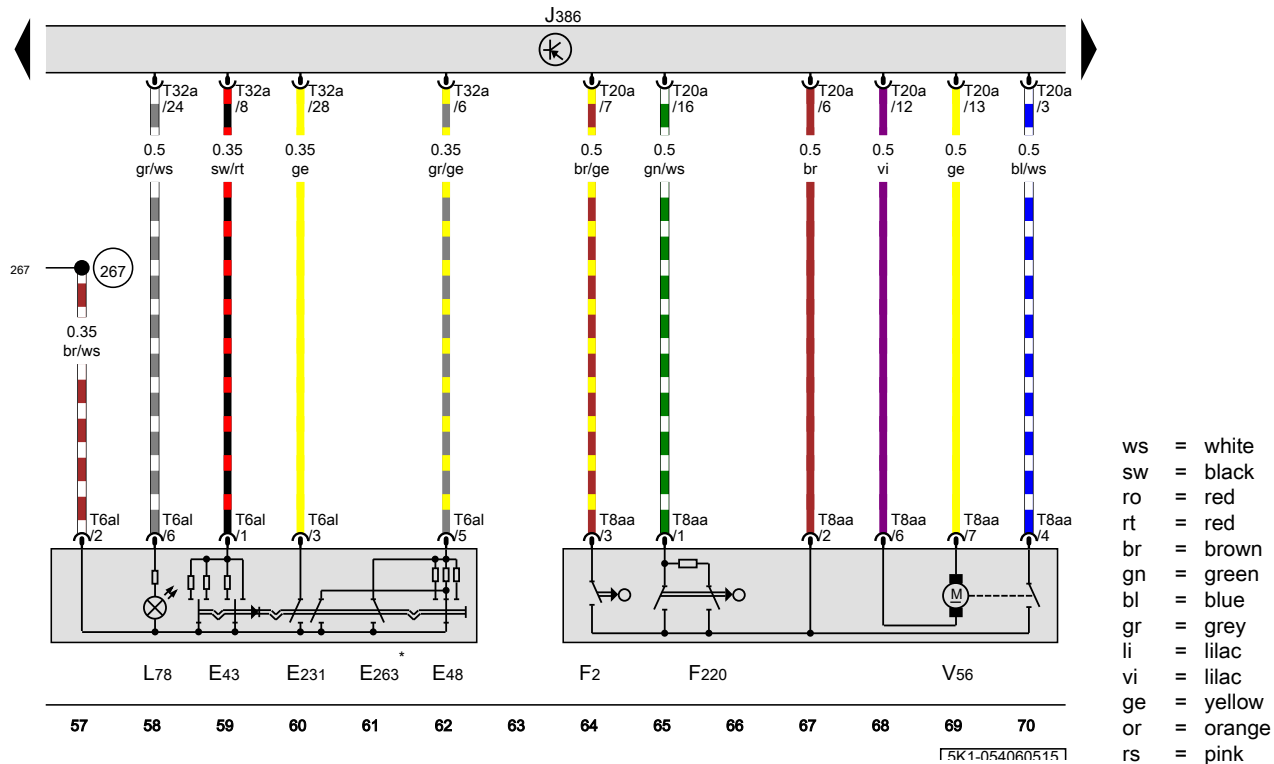 J386
T32a T32a T32a T32a T20a T20a T20a T20a T20a T20a
/24 /8 /28 /6 /7 /16 /6 /12 /13 /3
0.5 0.35 0.35 0.35 0.5 0.5 0.5 0.5 0.5 0.5
gr/ws sw/rt ge gr/ge br/ge gn/ws br vi ge bl/ws
267 267
0.35
br/ws
T6al T6al T6al T6al T6al T8aa T8aa T8aa T8aa T8aa T8aa
/2 /6 /1 /3 /5 /3 /1 /2 /6 /7 /4
M
*
L78 E43 E231 E263 E48 F2 F220 V56
57 58 59 60 61 62 63 64 65 66 67 68 69 70
5K1-054060515
ws = white
sw = black
ro = red
rt = red
br = brown
gn = green
bl = blue
gr = grey
li = lilac
vi = lilac
ge = yellow
or = orange
rs = pink